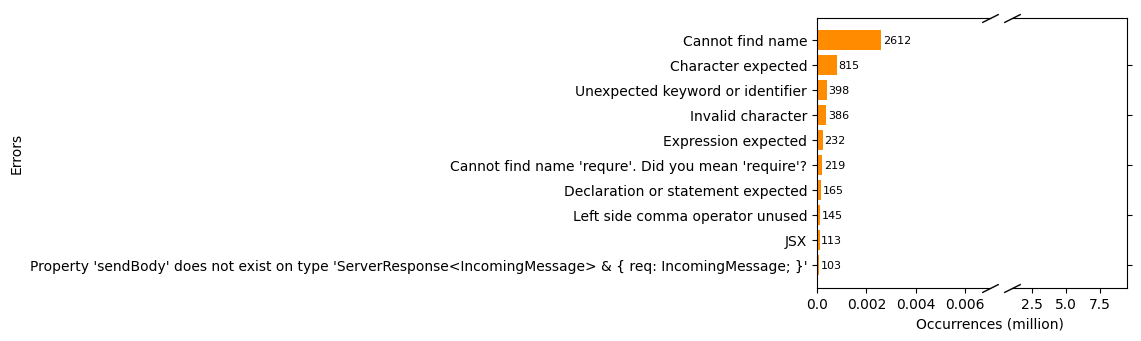 Errors
Cannot find name 2612
Character expected 815
Unexpected keyword or identifier 398
Invalid character 386
Expression expected 232
Cannot find name 'requre'. Did you mean 'require'? 219
Declaration or statement expected 165
Left side comma operator unused 145
JSX 113
Property 'sendBody' does not exist on type 'ServerResponse<IncomingMessage> & { req: IncomingMessage; }' 103
0.0 0.002 0.004 0.006 2.5 5.0 7.5
Occurrences (million)